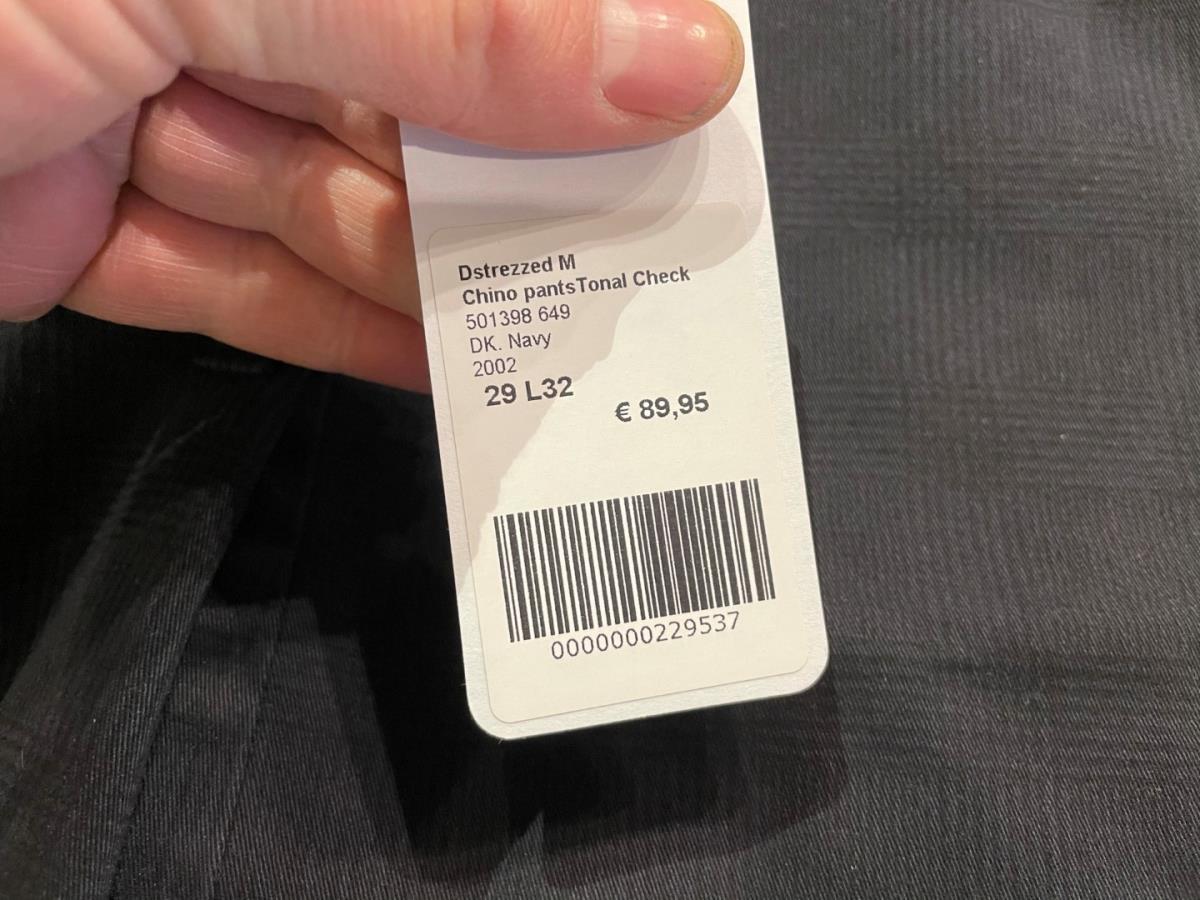 Dstrezzed M
Chino pantsTonal Check
501398 649
DK. Navy
2002
29 L32
€ 89,95
0000000229537